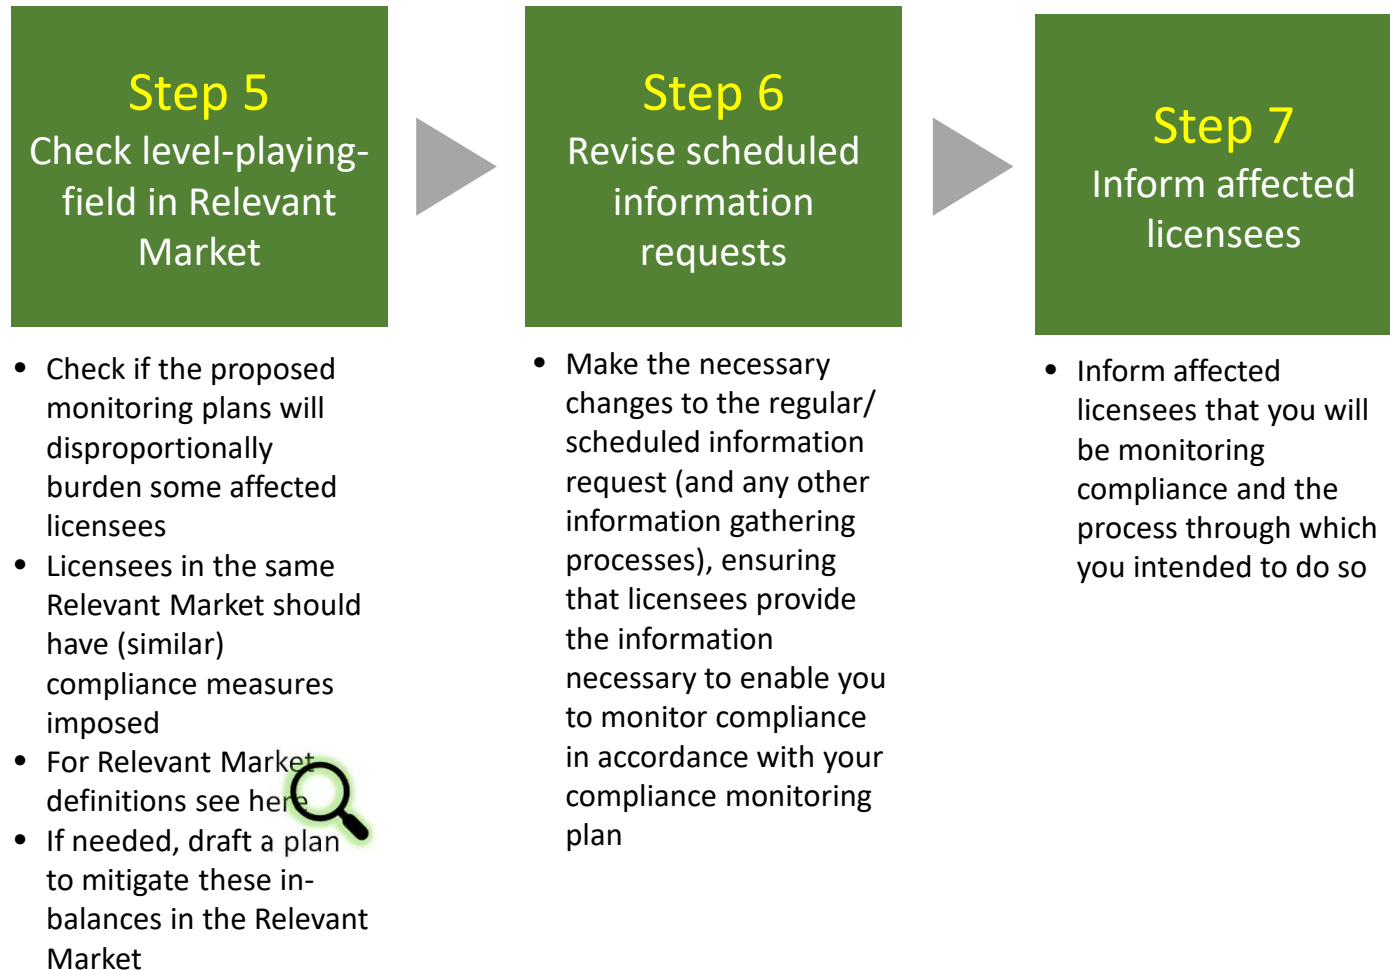 Step 5
Check level-playing-
field in Relevant
Market
Step 6
Revise scheduled
information
requests
Step 7
Inform affected
licensees
• Check if the proposed
monitoring plans will
disproportionally
burden some affected
licensees
• Licensees in the same
Relevant Market should
have (similar)
compliance measures
imposed
• For Relevant Market
definitions see here
• If needed, draft a plan
to mitigate these in-
balances in the Relevant
Market
• Make the necessary
changes to the regular/
scheduled information
request (and any other
information gathering
processes), ensuring
that licensees provide
the information
necessary to enable you
to monitor compliance
in accordance with your
compliance monitoring
plan
• Inform affected
licensees that you will
be monitoring
compliance and the
process through which
you intended to do so